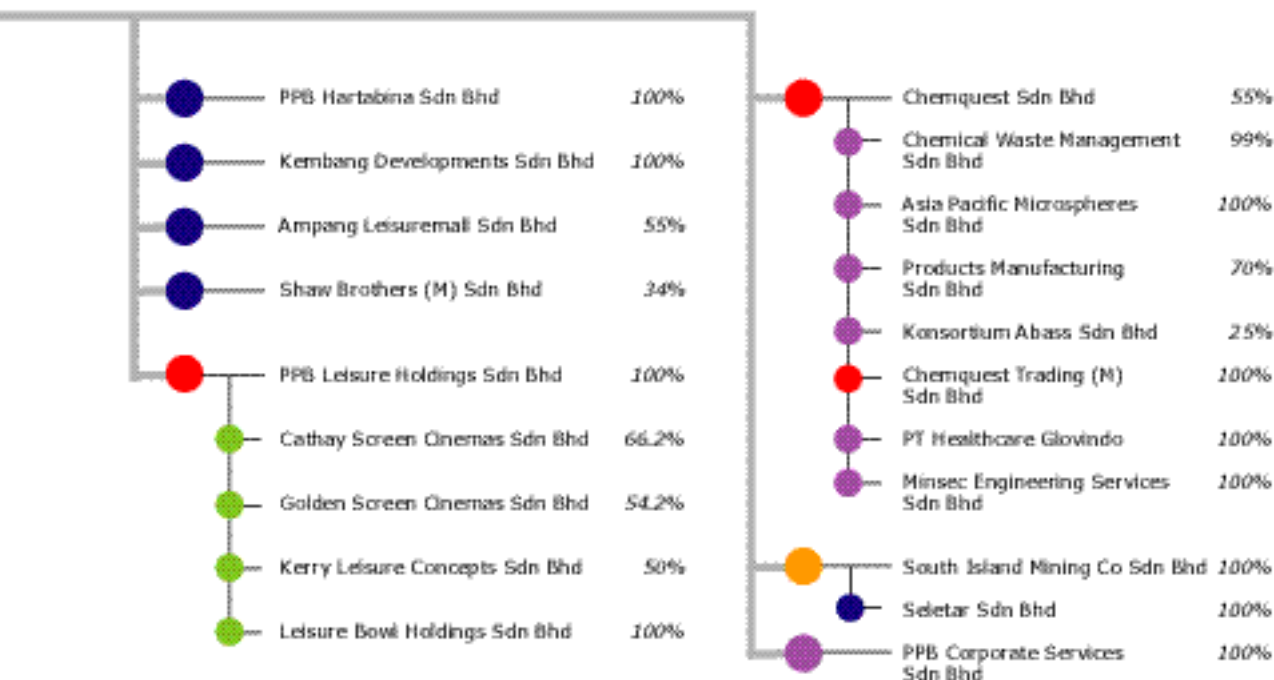 PPB Hartabina Sdn Bhd 100%
Kembang Developments Sdn Bhd 100%
Ampang Leisuremall Sdn Bhd 55%
Shaw Brothers (M) Sdn Bhd 34%
PPB Leisure Holdings Sdn Bhd 100%
Cathay Screen Cinemas Sdn Bhd 66.2%
Golden Screen Cinemas Sdn Bhd 54.2%
Kerry Leisure Concepts Sdn Bhd 50%
Leisure Bowl Holdings Sdn Bhd 100%
Chemquest Sdn Bhd 55%
Chemical Waste Management 99%
Sdn Bhd
Asia Pacific Microspheres 100%
Sdn Bhd
Products Manufacturing 70%
Sdn Bhd
Konsortium Abass Sdn Bhd 25%
Chemquest Trading (M) 100%
Sdn Bhd
PT Healthcare Glovindo 100%
Minsec Engineering Services 100%
Sdn Bhd
South Island Mining Co Sdn Bhd 100%
Seletar Sdn Bhd 100%
PPB Corporate Services 100%
Sdn Bhd